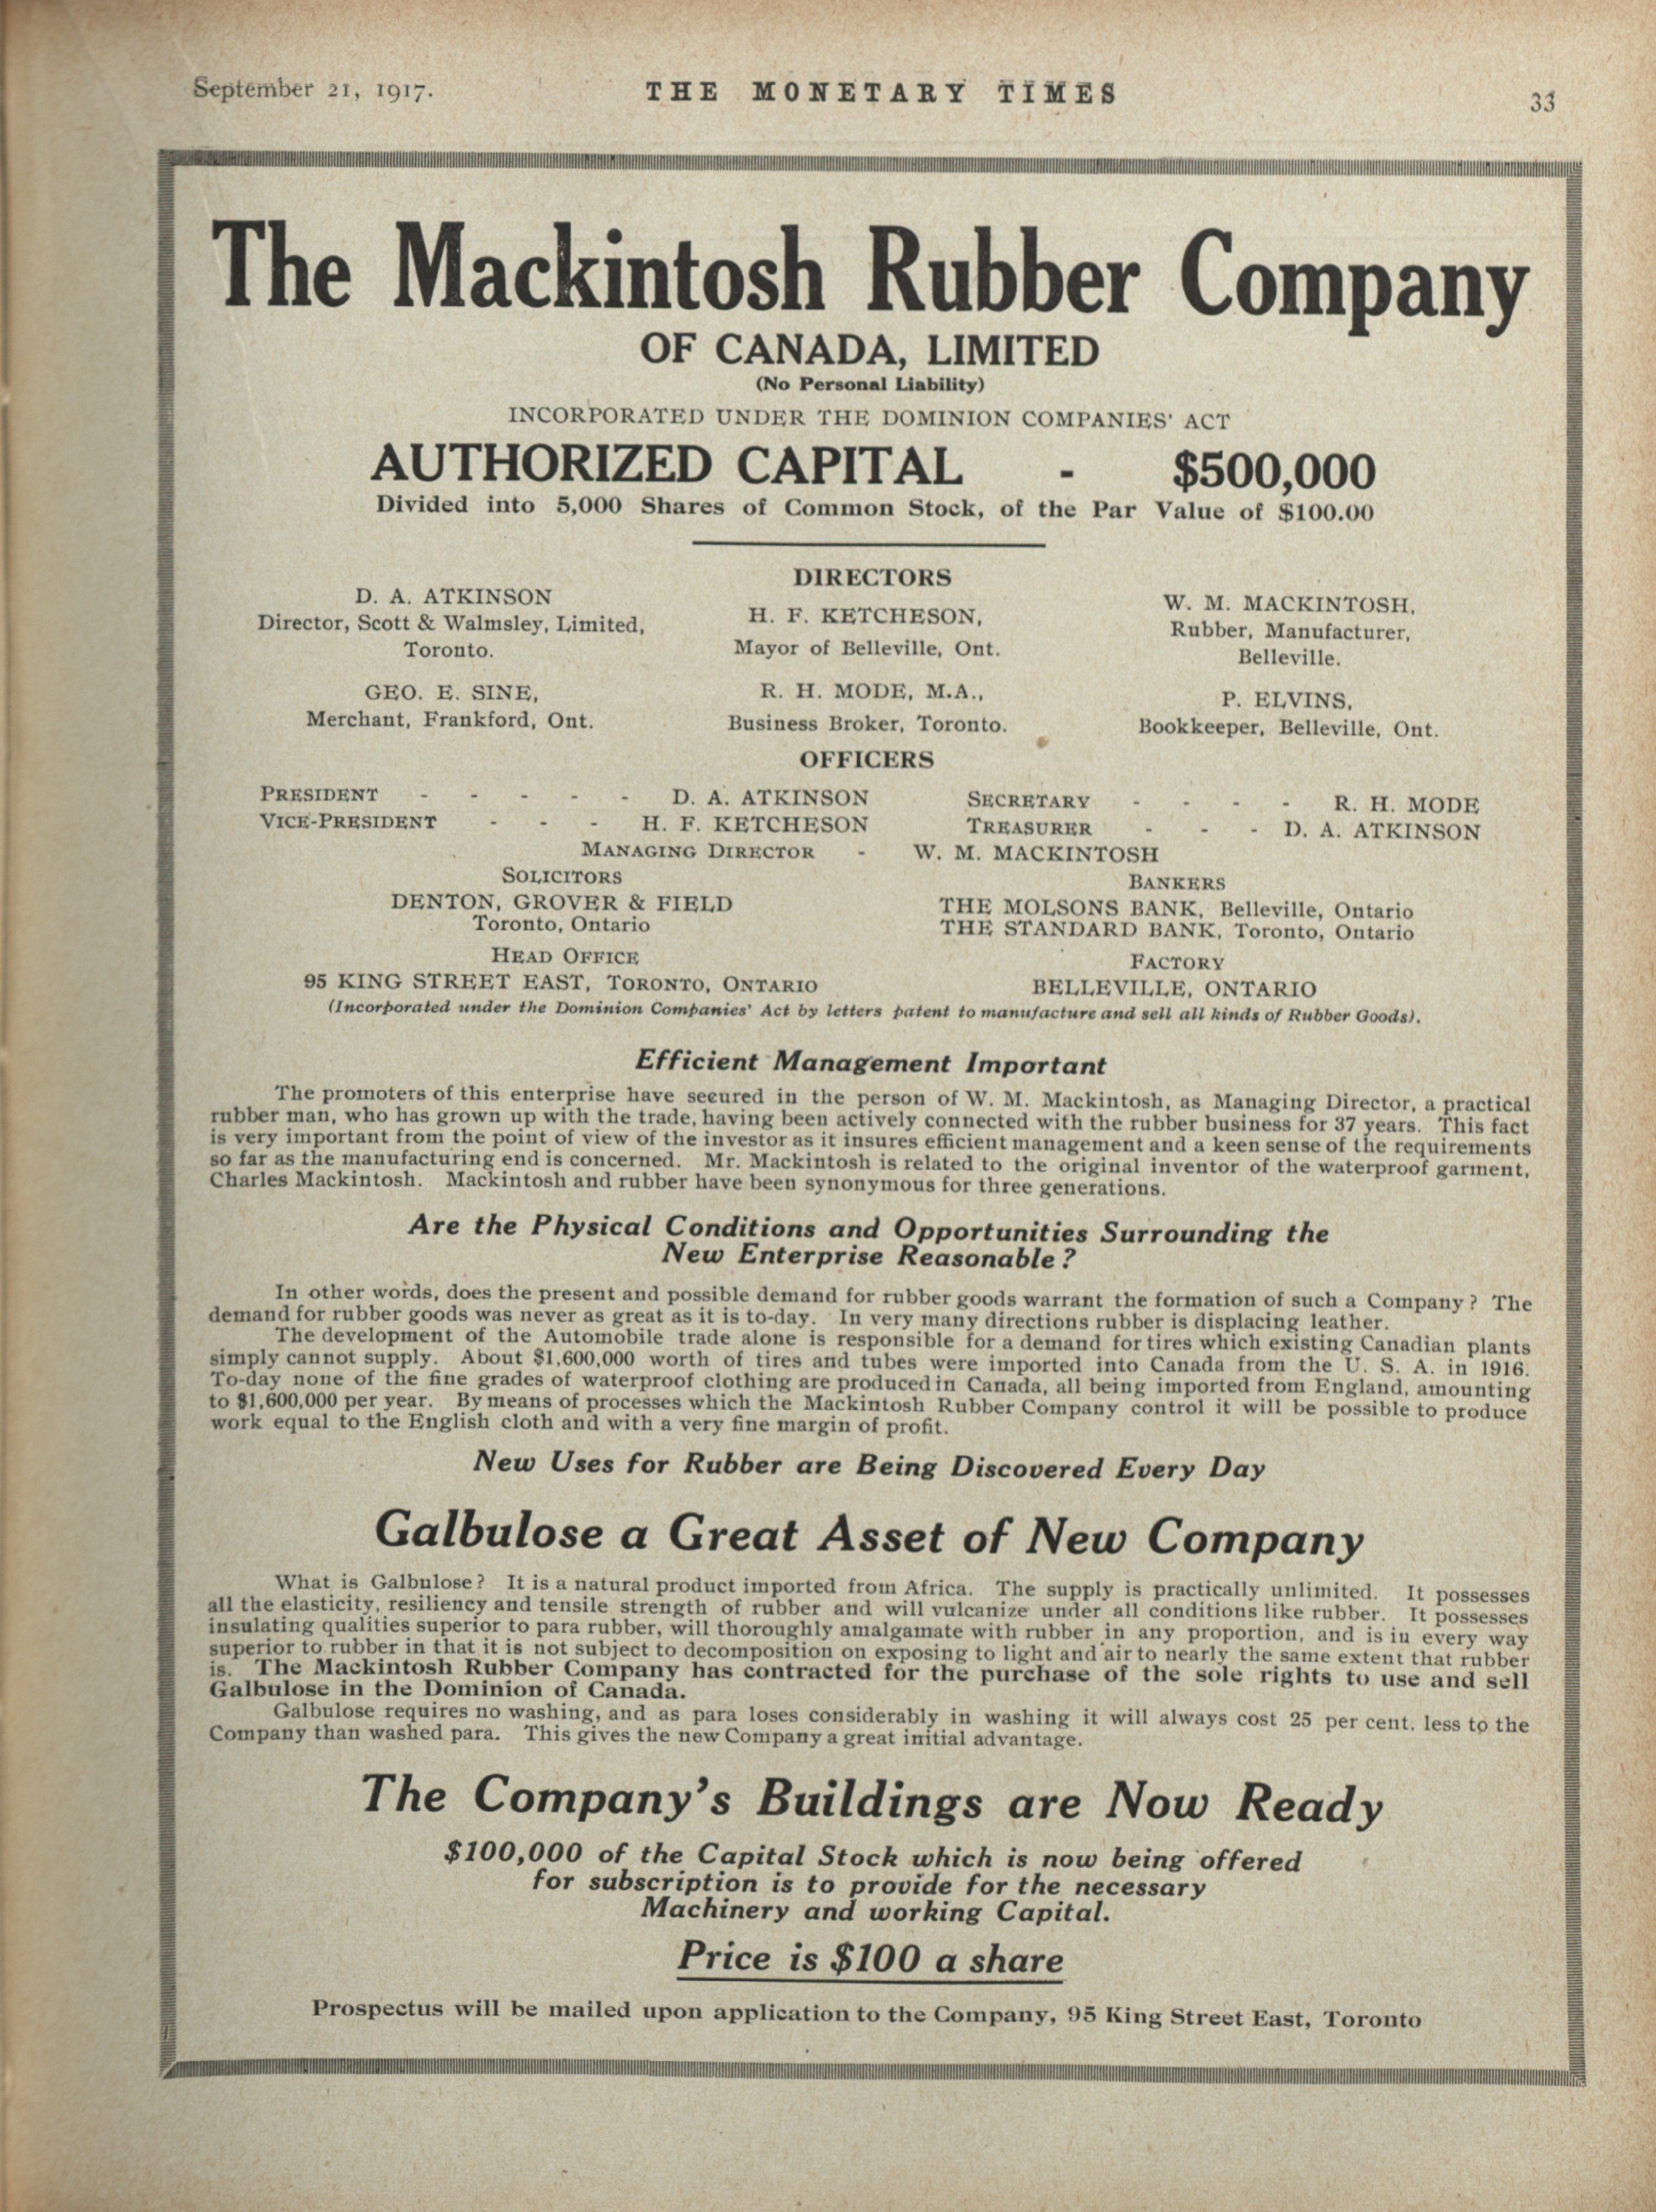 September 21, 1917.
THE MONETARY TIMES
33
The Mackintosh Rubber Company
OF CANADA, LIMITED
(No Personal Liability)
INCORPORATED UNDER THE DOMINION COMPANIES' ACT
AUTHORIZED CAPITAL - $500,000
Divided into 5,000 Shares of Common Stock, of the Par Value of $100.00
DIRECTORS
D. A. ATKINSON
Director, Scott & Walmsley, Limited,
Toronto.
GEO. E. SINE,
Merchant, Frankford, Ont.
H. F. KETCHESON,
Mayor of Belleville, Ont.
R. H. MODE, M.A.,
Business Broker, Toronto.
W. M. MACKINTOSH,
Rubber, Manufacturer,
Belleville.
P. ELVINS,
Bookkeeper, Belleville, Ont.
OFFICERS
PRESIDENT - - - - - D. A. ATKINSON
VICE-PRESIDENT - - - H. F. KETCHESON
SECRETARY - - - - R. H. MODE
TREASURER - - - D. A. ATKINSON
MANAGING DIRECTOR - W. M. MACKINTOSH
SOLICITORS
DENTON, GROVER & FIELD
Toronto, Ontario
BANKERS
THE MOLSONS BANK, Belleville, Ontario
THE STANDARD BANK, Toronto, Ontario
HEAD OFFICE
95 KING STREET EAST, TORONTO, ONTARIO
FACTORY
BELLEVILLE, ONTARIO
(Incorporated under the Dominion Companies' Act by letters patent to manufacture and sell all kinds of Rubber Goods).
Efficient Management Important
The promoters of this enterprise have secured in the person of W. M. Mackintosh, as Managing Director, a practical
rubber man, who has grown up with the trade, having been actively connected with the rubber business for 37 years. This fact
is very important from the point of view of the investor as it insures efficient management and a keen sense of the requirements
so far as the manufacturing end is concerned. Mr. Mackintosh is related to the original inventor of the waterproof garment,
Charles Mackintosh. Mackintosh and rubber have been synonymous for three generations.
Are the Physical Conditions and Opportunities Surrounding the
New Enterprise Reasonable?
In other words, does the present and possible demand for rubber goods warrant the formation of such a Company? The
demand for rubber goods was never as great as it is to-day. In very many directions rubber is displacing leather.
The development of the Automobile trade alone is responsible for a demand for tires which existing Canadian plants
simply cannot supply. About $1,600,000 worth of tires and tubes were imported into Canada from the U. S. A. in 1916.
To-day none of the fine grades of waterproof clothing are produced in Canada, all being imported from England, amounting
to $1,600,000 per year. By means of processes which the Mackintosh Rubber Company control it will be possible to produce
work equal to the English cloth and with a very fine margin of profit.
New Uses for Rubber are Being Discovered Every Day
Galbulose a Great Asset of New Company
What is Galbulose? It is a natural product imported from Africa. The supply is practically unlimited. It possesses
all the elasticity, resiliency and tensile strength of rubber and will vulcanize under all conditions like rubber. It possesses
insulating qualities superior to para rubber, will thoroughly amalgamate with rubber in any proportion, and is in every way
superior to rubber in that it is not subject to decomposition on exposing to light and air to nearly the same extent that rubber
is. The Mackintosh Rubber Company has contracted for the purchase of the sole rights to use and sell
Galbulose in the Dominion of Canada.
Galbulose requires no washing, and as para loses considerably in washing it will always cost 25 per cent. less to the
Company than washed para. This gives the new Company a great initial advantage.
The Company's Buildings are Now Ready
$100,000 of the Capital Stock which is now being offered
for subscription is to provide for the necessary
Machinery and working Capital.
Price is $100 a share
Prospectus will be mailed upon application to the Company, 95 King Street East, Toronto